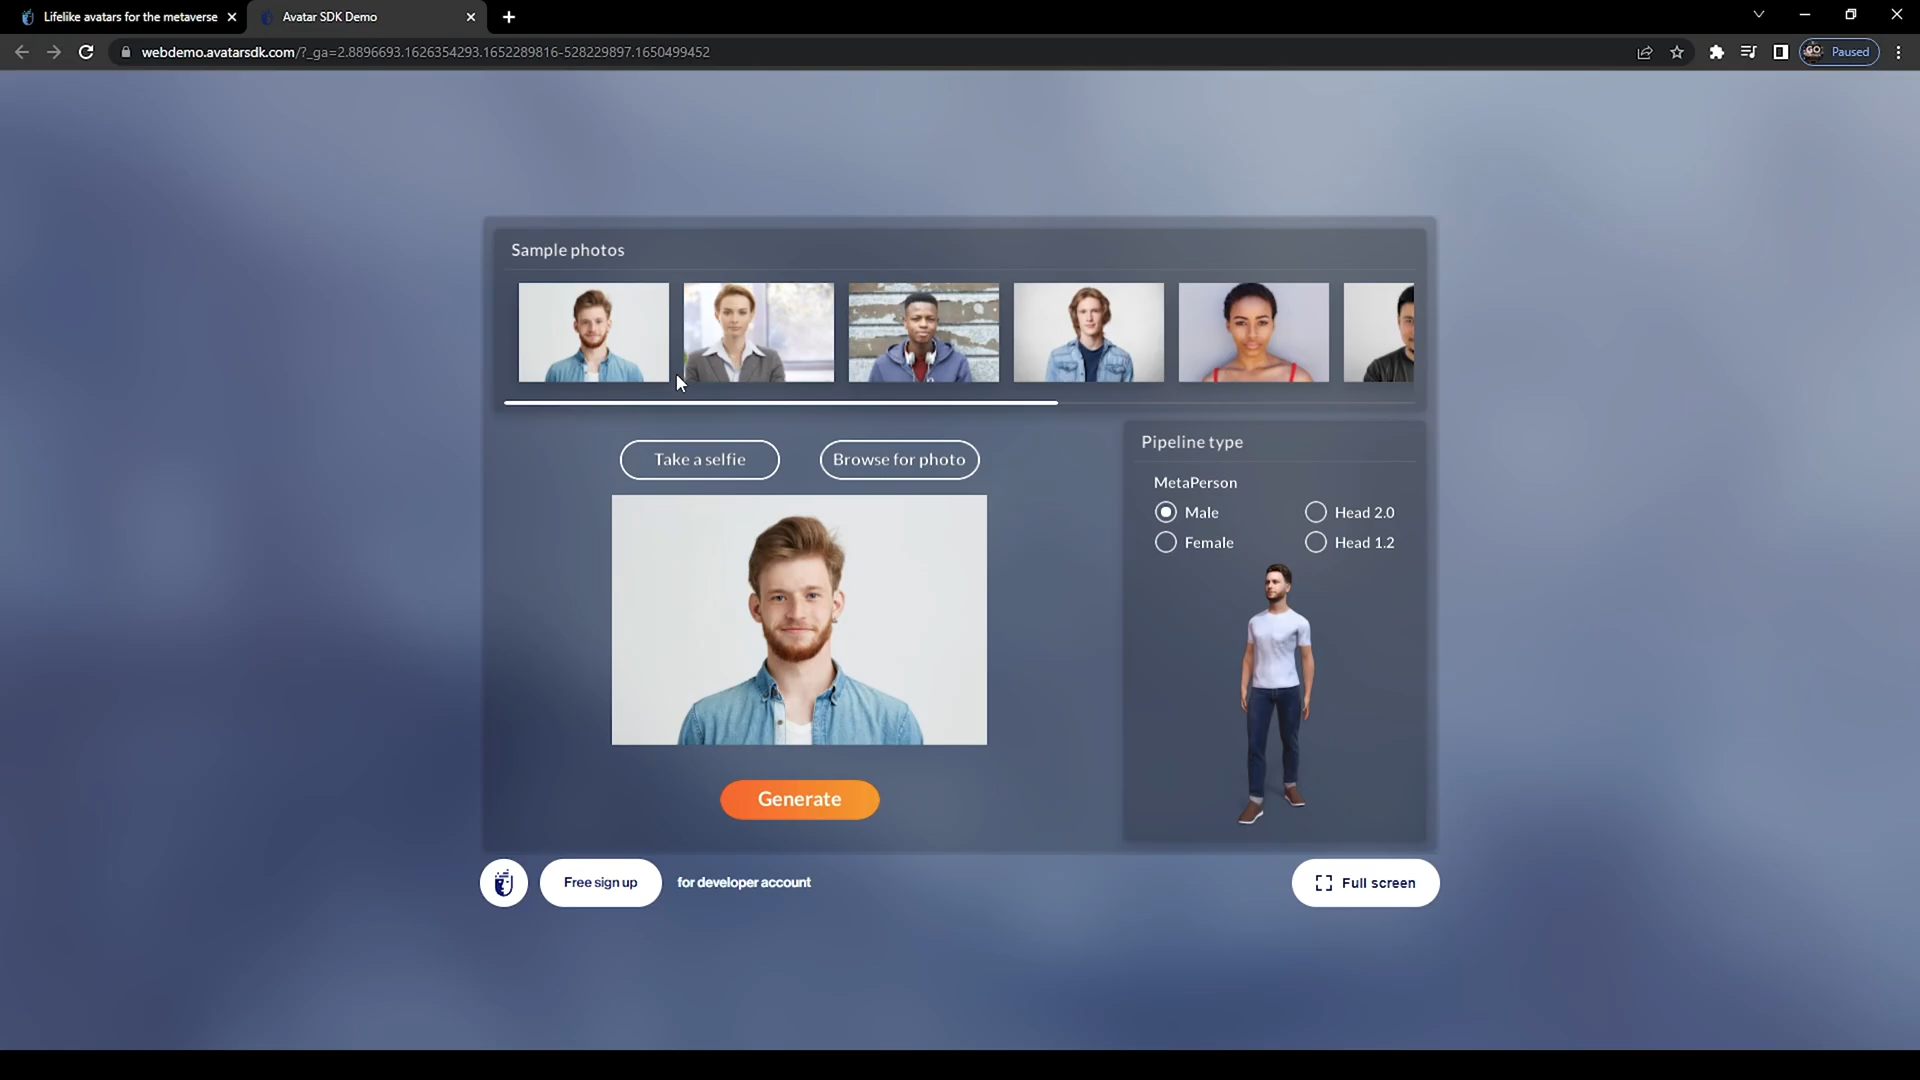 Lifelike avatars for the metaverse
Avatar SDK Demo
webdemo.avatarsdk.com/?_ga=2.8896693.1626354293.1652289816-528229897.1650499452
GO
Paused
Sample photos
Take a selfie
Browse for photo
Pipeline type
MetaPerson
Male
Head 2.0
Female
Head 1.2
Generate
Free sign up
for developer account
Full screen